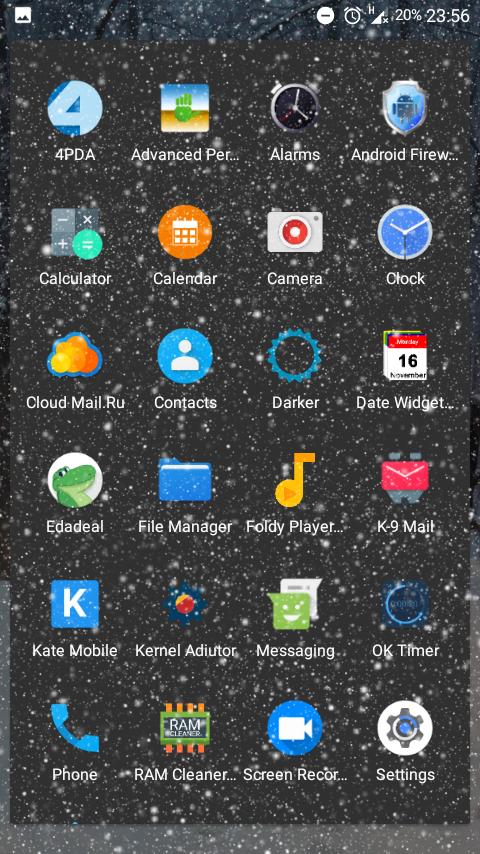 H 20% 23:56
4PDA Advanced Per... Alarms Android Firew...
Calculator Calendar Camera Clock
Monday
16
November
Cloud Mail.Ru Contacts Darker Date Widget...
Edadeal File Manager Foldy Player... K-9 Mail
K
Kate Mobile Kernel Adiutor Messaging OK Timer
RAM
CLEANER
Phone RAM Cleaner... Screen Recor... Settings